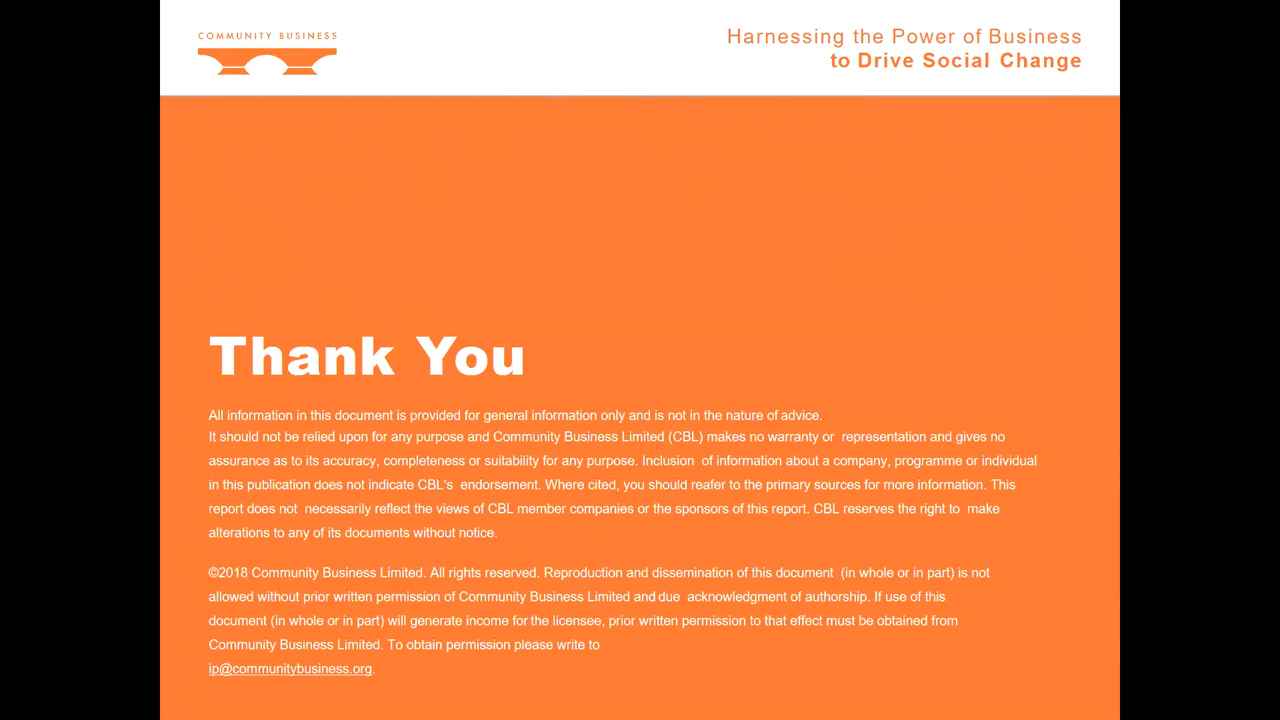 COMMUNITY BUSINESS
Harnessing the Power of Business
to Drive Social Change
Thank You
All information in this document is provided for general information only and is not in the nature of advice.
It should not be relied upon for any purpose and Community Business Limited (CBL) makes no warranty or representation and gives no
assurance as to its accuracy, completeness or suitability for any purpose. Inclusion of information about a company, programme or individual
in this publication does not indicate CBL's endorsement. Where cited, you should reafer to the primary sources for more information. This
report does not necessarily reflect the views of CBL member companies or the sponsors of this report. CBL reserves the right to make
alterations to any of its documents without notice.
©2018 Community Business Limited. All rights reserved. Reproduction and dissemination of this document (in whole or in part) is not
allowed without prior written permission of Community Business Limited and due acknowledgment of authorship. If use of this
document (in whole or in part) will generate income for the licensee, prior written permission to that effect must be obtained from
Community Business Limited. To obtain permission please write to
ip@communitybusiness.org.